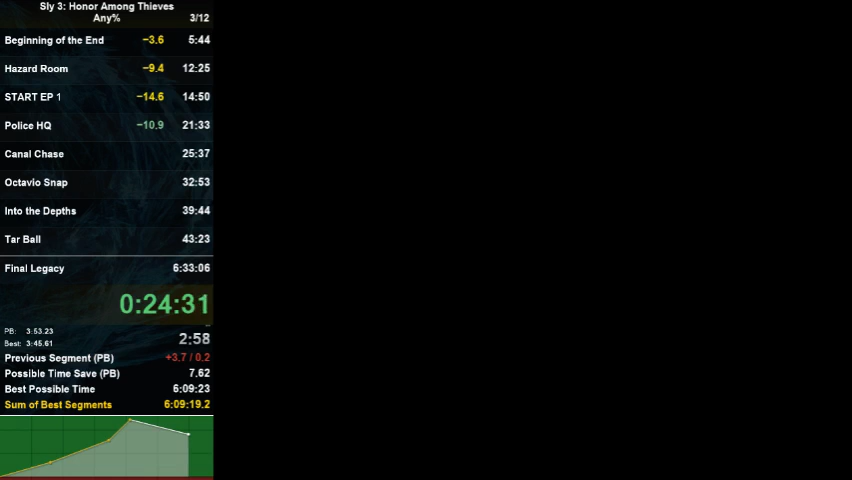 Sly 3: Honor Among Thieves
Any% 3/12
Beginning of the End −3.6 5:44
Hazard Room −9.4 12:25
START EP 1 −14.6 14:50
Police HQ −10.9 21:33
Canal Chase 25:37
Octavio Snap 32:53
Into the Depths 39:44
Tar Ball 43:23
Final Legacy 6:33:06
0:24:31
PB: 3:53.23
Best: 3:45.61
2:58
Previous Segment (PB) +3.7 / 0.2
Possible Time Save (PB) 7.62
Best Possible Time 6:09:23
Sum of Best Segments 6:09:19.2